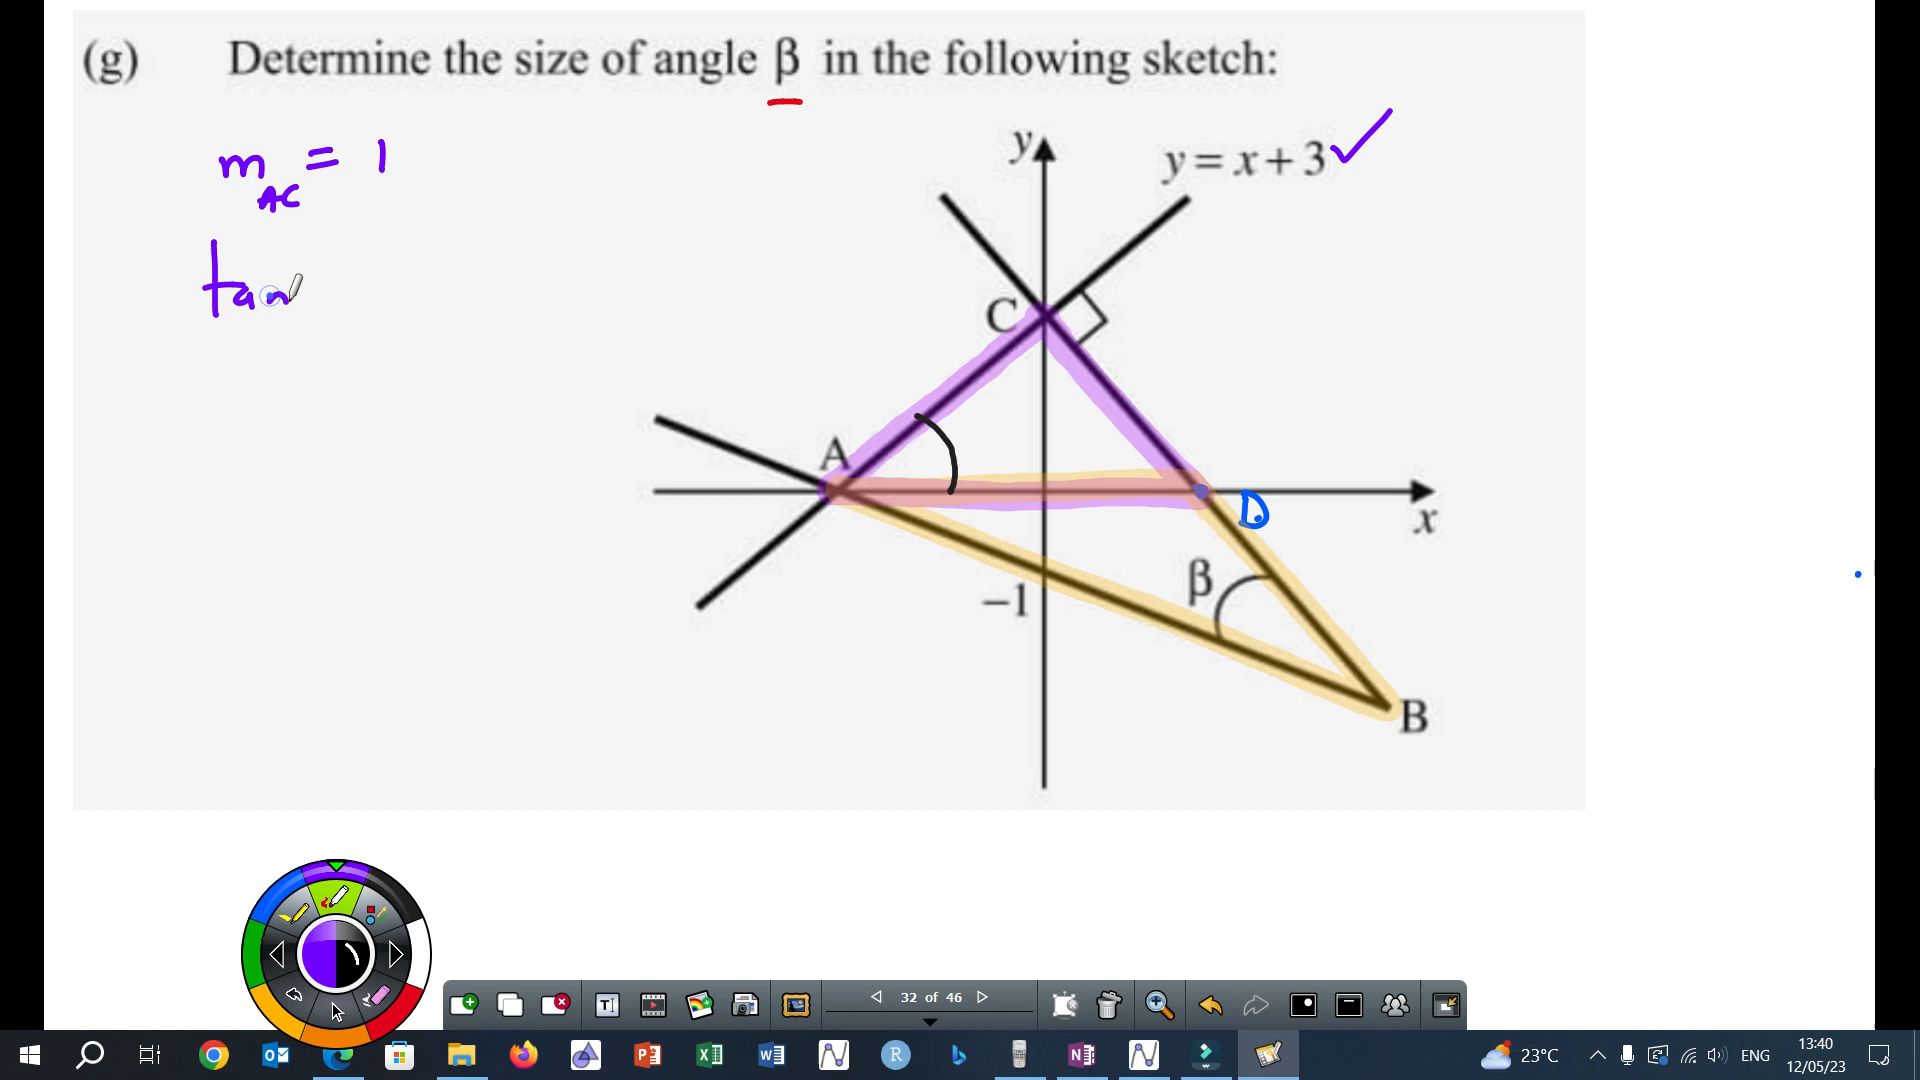 (g) Determine the size of angle β in the following sketch:
m_AC = 1
tan
y
y = x + 3
C
A
D
x
β
−1
B
32 of 46
23°C
ENG
13:40
12/05/23